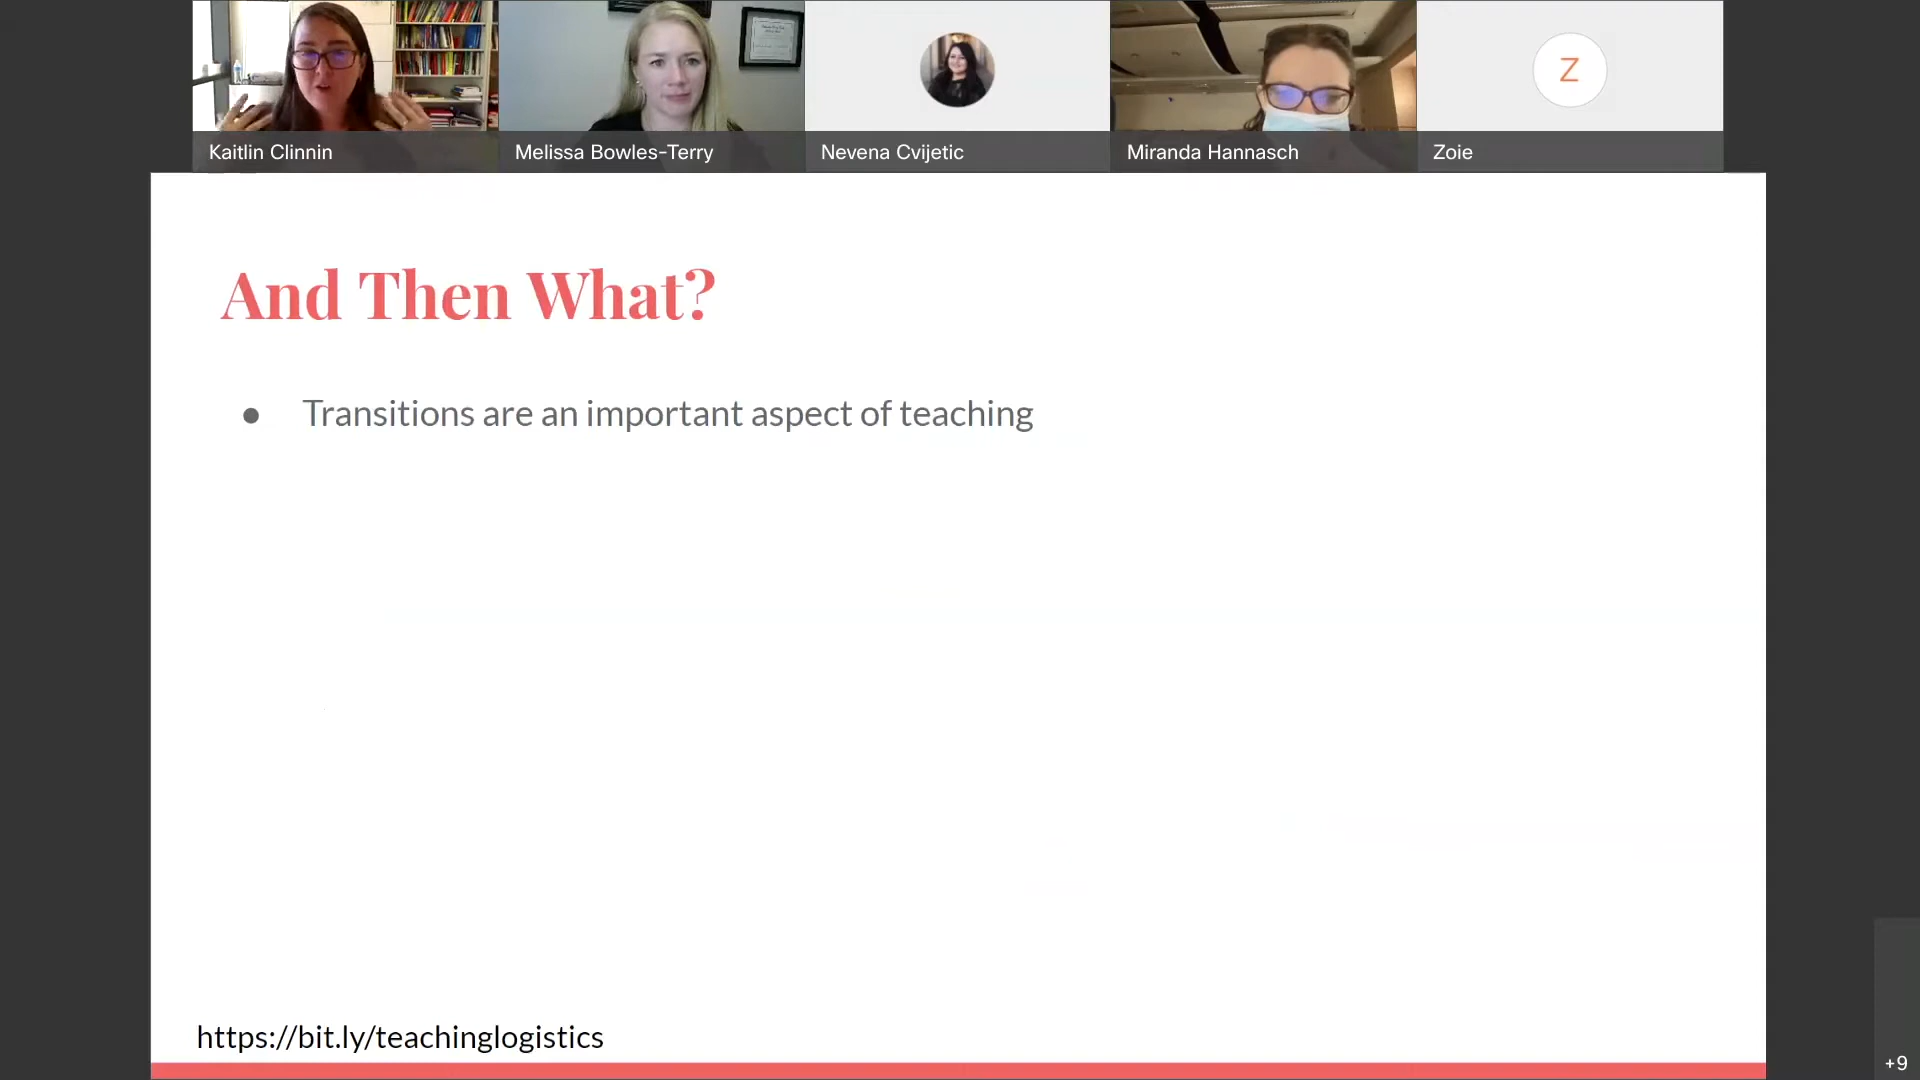 Kaitlin Clinnin
Melissa Bowles-Terry
Nevena Cvijetic
Miranda Hannasch
Z
Zoie
And Then What?
● Transitions are an important aspect of teaching
https://bit.ly/teachinglogistics
+9